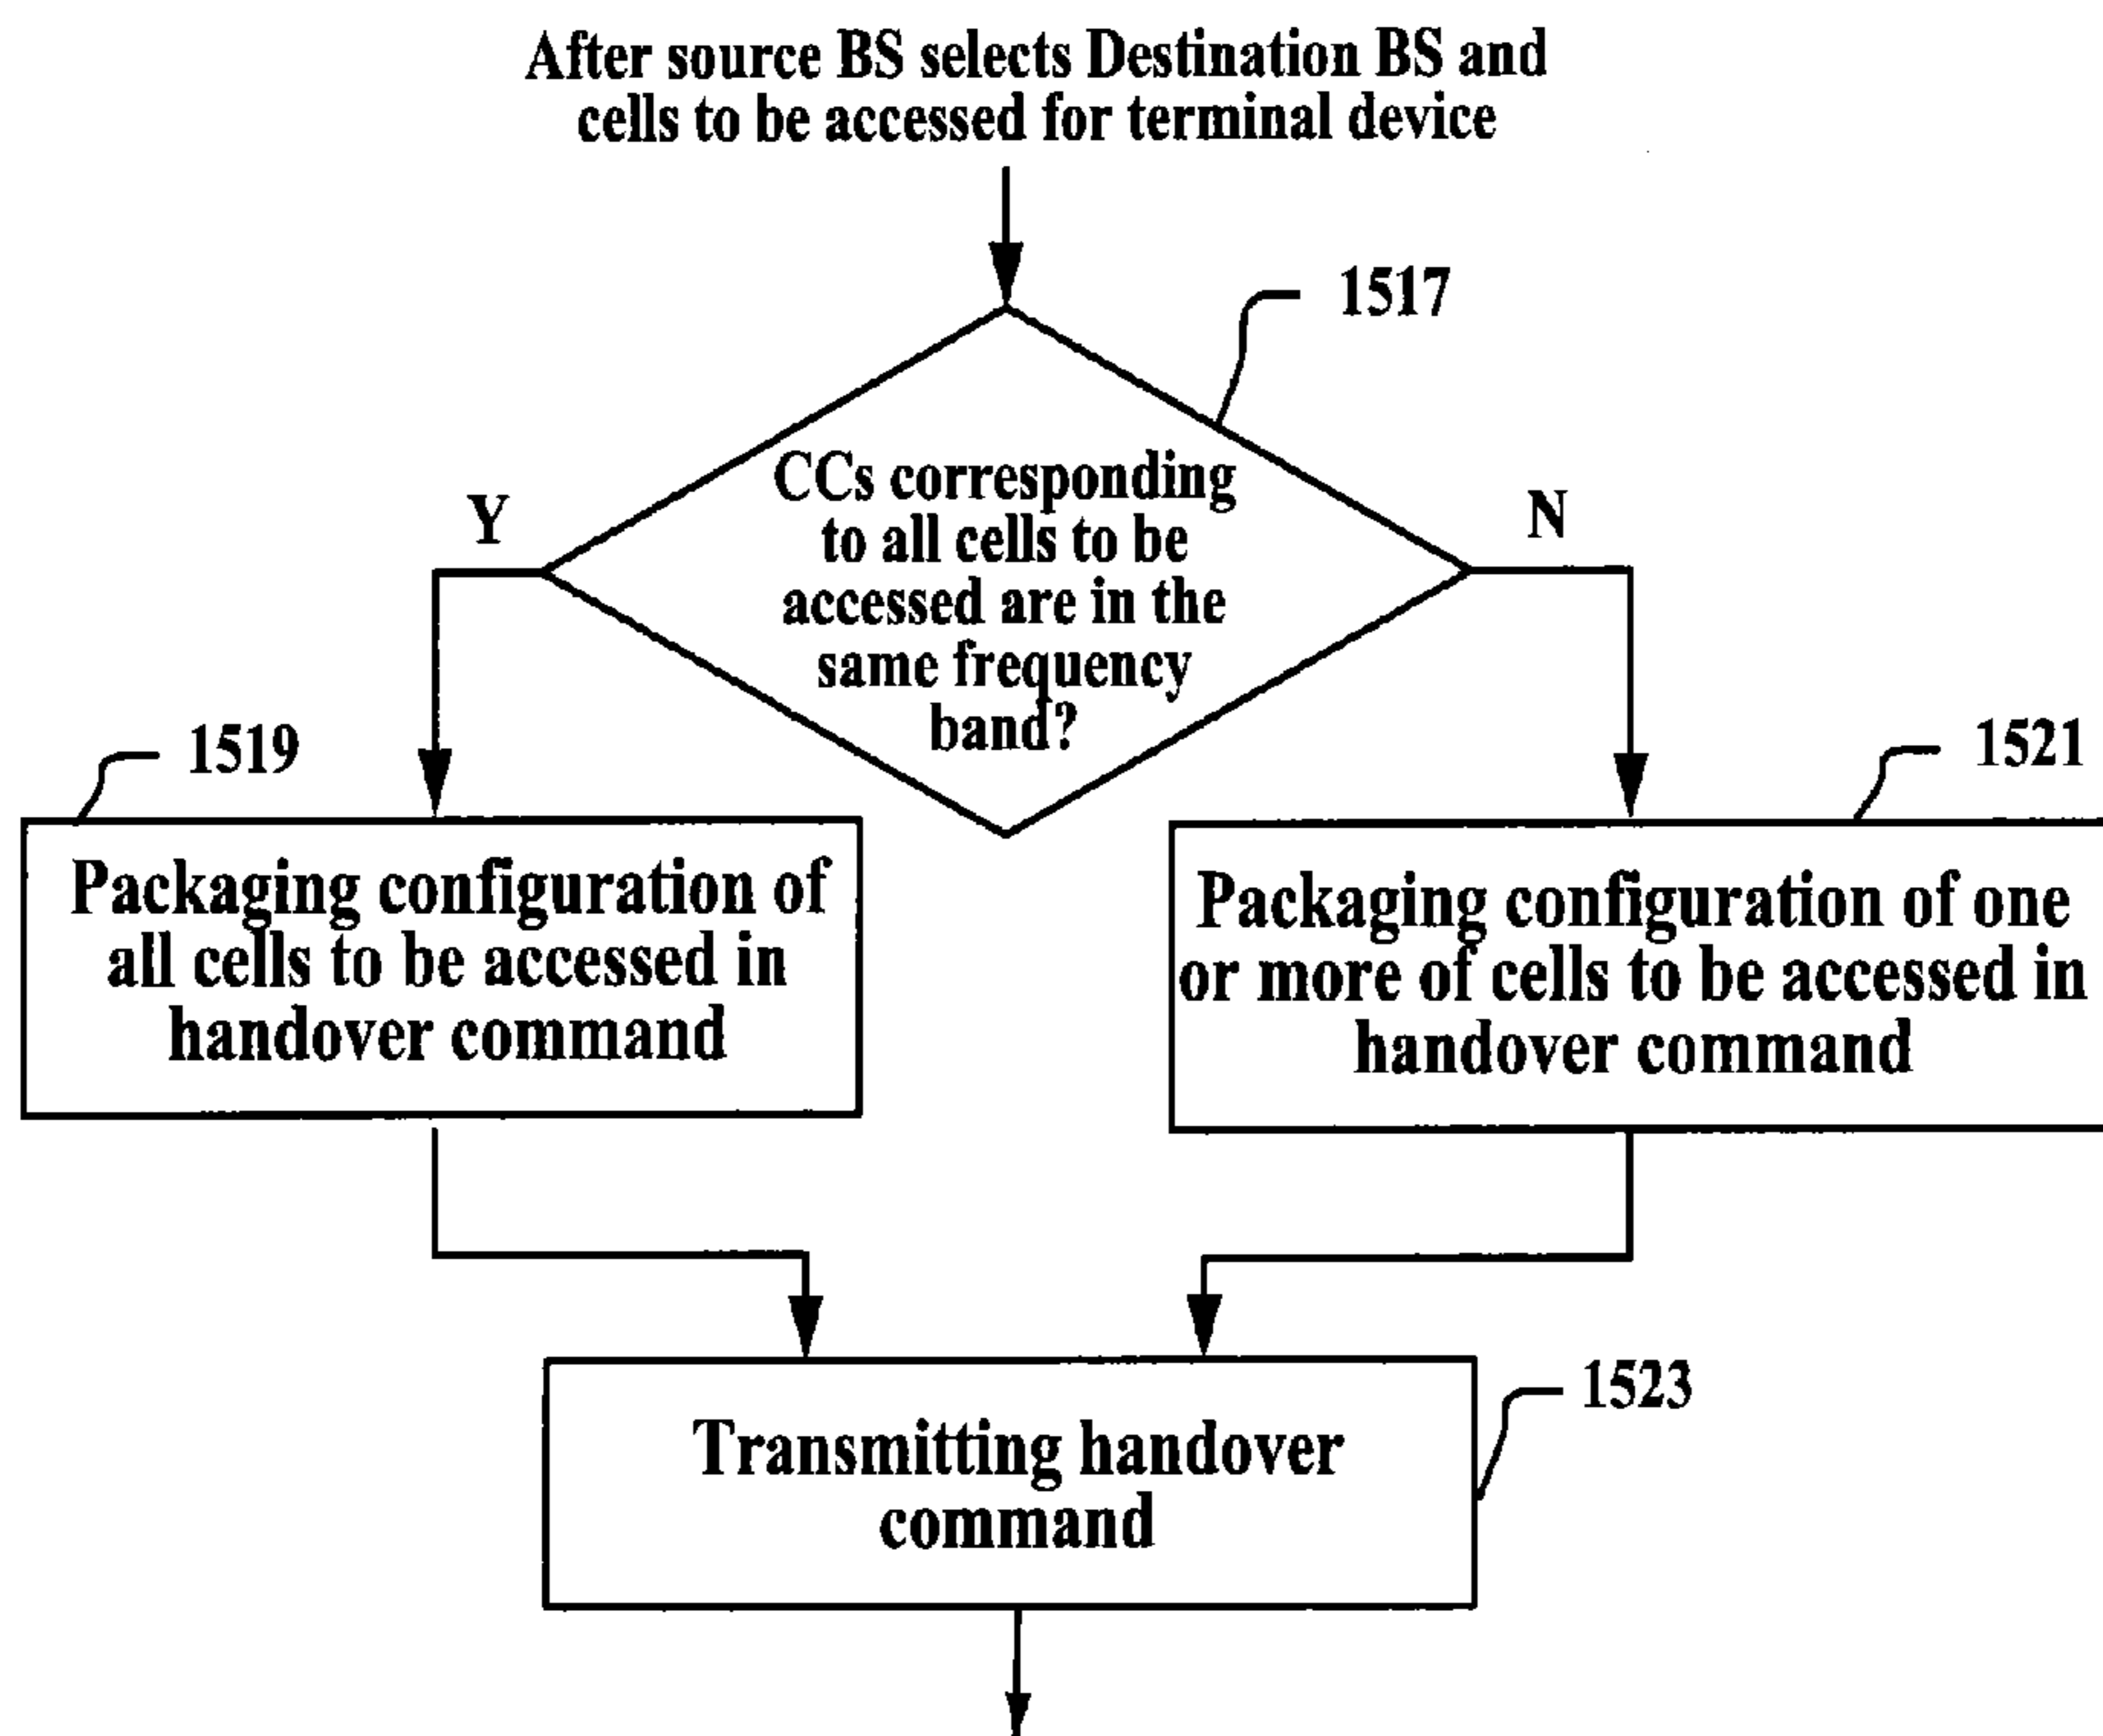 After source BS selects Destination BS and
cells to be accessed for terminal device
1517
CCs corresponding
to all cells to be
accessed are in the
same frequency
band?
Y
N
1519
1521
Packaging configuration of
all cells to be accessed in
handover command
Packaging configuration of one
or more of cells to be accessed in
handover command
1523
Transmitting handover
command